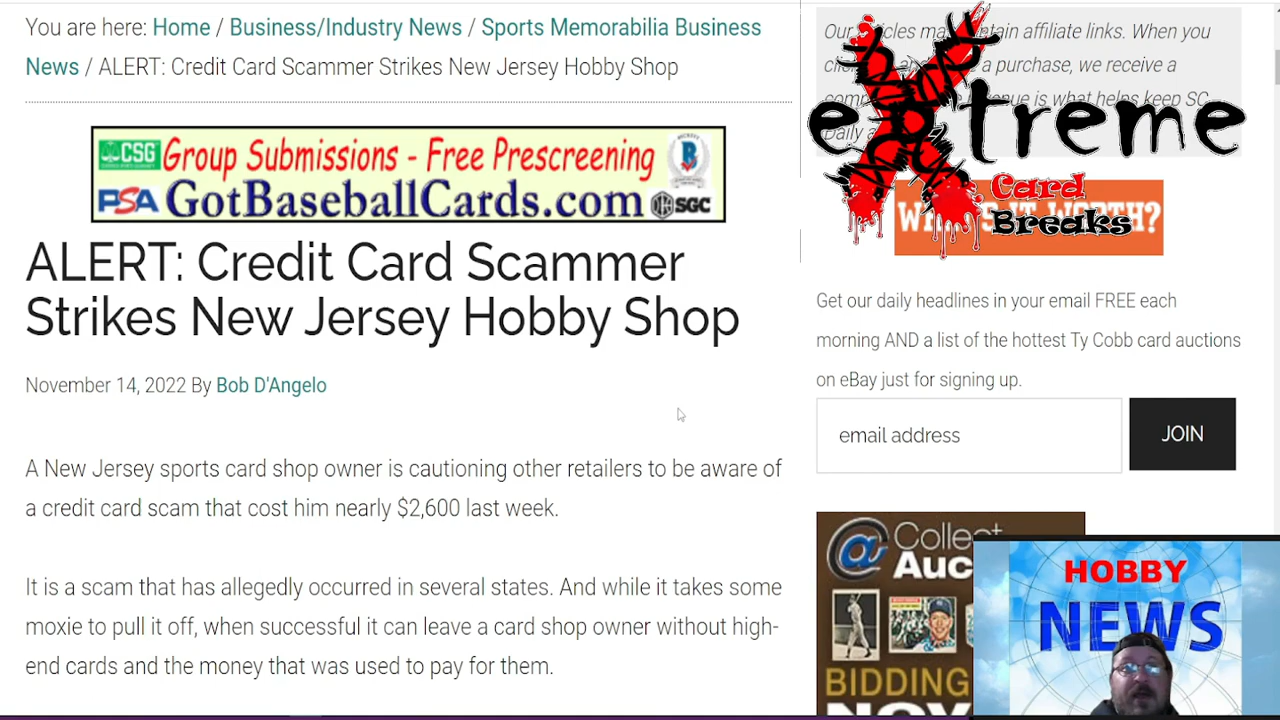 You are here: Home / Business/Industry News / Sports Memorabilia Business
News / ALERT: Credit Card Scammer Strikes New Jersey Hobby Shop
CSG Group Submissions - Free Prescreening
PSA GotBaseballCards.com SGC
ALERT: Credit Card Scammer
Strikes New Jersey Hobby Shop
November 14, 2022 By Bob D'Angelo
A New Jersey sports card shop owner is cautioning other retailers to be aware of
a credit card scam that cost him nearly $2,600 last week.
It is a scam that has allegedly occurred in several states. And while it takes some
moxie to pull it off, when successful it can leave a card shop owner without high-
end cards and the money that was used to pay for them.
Our affiliate links. When you
a purchase, we receive a
is what helps keep SC
Daily
extreme
Card
Breaks
WORTH?
Get our daily headlines in your email FREE each
morning AND a list of the hottest Ty Cobb card auctions
on eBay just for signing up.
email address
JOIN
@ Collect
Auc
BIDDING
NOW
HOBBY
NEWS